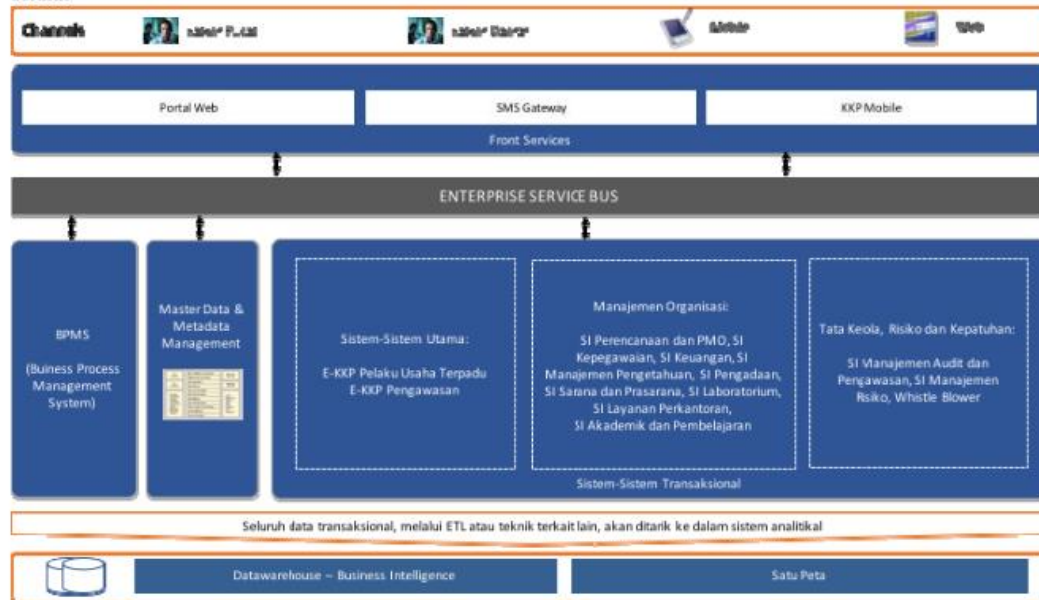 Channels
Mobile
Web
Portal Web
SMS Gateway
KKP Mobile
Front Services
ENTERPRISE SERVICE BUS
BPMS
(Buiness Process
Management
System)
Master Data &
Metadata
Management
Sistem-Sistem Utama:
E-KKP Pelaku Usaha Terpadu
E-KKP Pengawasan
Manajemen Organisasi:
SI Perencanaan dan PMO, SI
Kepegawaian, SI Keuangan, SI
Manajemen Pengetahuan, SI Pengadaan,
SI Sarana dan Prasarana, SI Laboratorium,
SI Layanan Perkantoran,
SI Akademik dan Pembelajaran
Tata Keola, Risiko dan Kepatuhan:
SI Manajemen Audit dan
Pengawasan, SI Manajemen
Risiko, Whistle Blower
Sistem-Sistem Transaksional
Seluruh data transaksional, melalui ETL atau teknik terkait lain, akan ditarik ke dalam sistem analitikal
Datawarehouse – Business Intelligence
Satu Peta